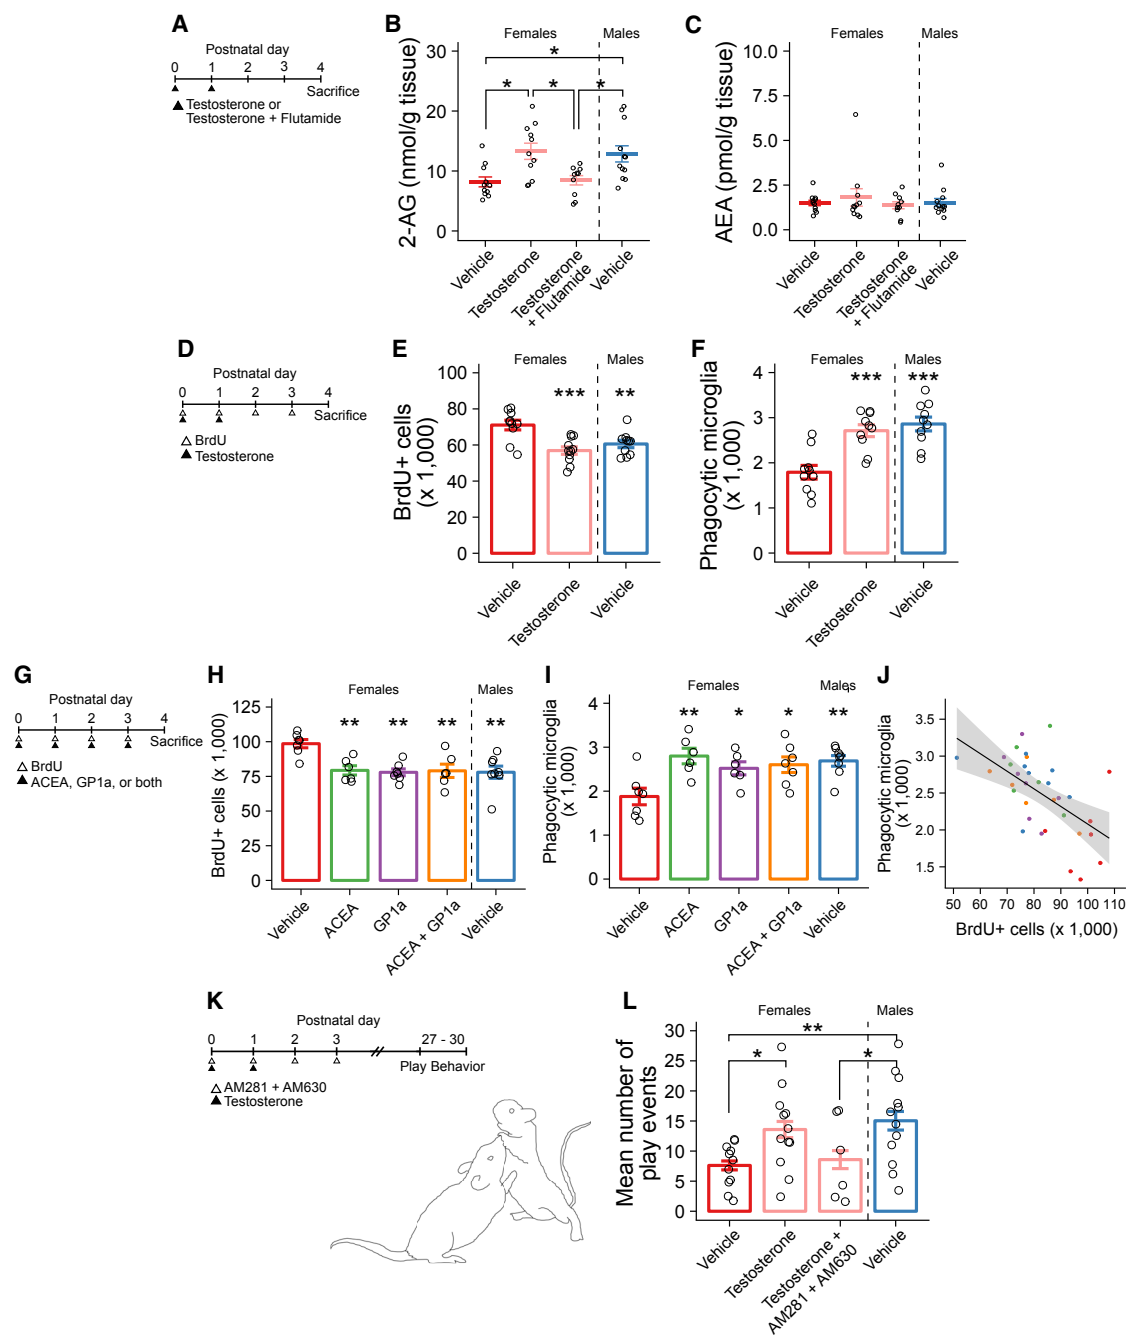 A
Postnatal day
0 1 2 3 4
Sacrifice
Testosterone or
Testosterone + Flutamide
B
Females Males
2-AG (nmol/g tissue)
30
20
10
0
*
* * *
Vehicle
Testosterone
Testosterone
+ Flutamide
Vehicle
C
Females Males
AEA (pmol/g tissue)
10.0
7.5
5.0
2.5
0.0
Vehicle
Testosterone
Testosterone
+ Flutamide
Vehicle
D
Postnatal day
0 1 2 3 4
Sacrifice
BrdU
Testosterone
E
Females Males
BrdU+ cells
(x 1,000)
100
80
60
40
20
0
*** **
Vehicle
Testosterone
Vehicle
F
Females Males
Phagocytic microglia
(x 1,000)
4
3
2
1
0
*** ***
Vehicle
Testosterone
Vehicle
G
Postnatal day
0 1 2 3 4
Sacrifice
BrdU
ACEA, GP1a, or both
H
Females Males
BrdU+ cells (x 1,000)
125
100
75
50
25
0
** ** ** **
Vehicle
ACEA
GP1a
ACEA + GP1a
Vehicle
I
Females Males
Phagocytic microglia
(x 1,000)
4
3
2
1
0
** * * **
Vehicle
ACEA
GP1a
ACEA + GP1a
Vehicle
J
Phagocytic microglia
(x 1,000)
3.5
3.0
2.5
2.0
1.5
50 60 70 80 90 100 110
BrdU+ cells (x 1,000)
K
Postnatal day
0 1 2 3 27 - 30
Play Behavior
AM281 + AM630
Testosterone
L
Females Males
Mean number of
play events
30
25
20
15
10
5
0
**
* *
Vehicle
Testosterone
Testosterone +
AM281 + AM630
Vehicle